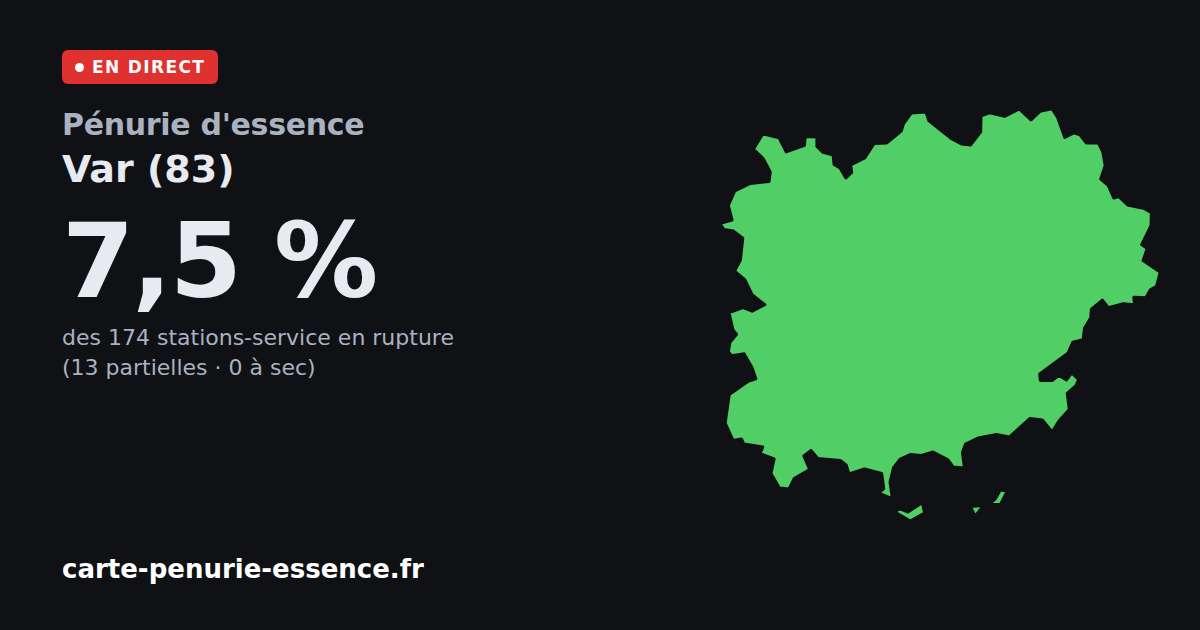 EN DIRECT
Pénurie d'essence
Var (83)
7,5 %
des 174 stations-service en rupture
(13 partielles · 0 à sec)
carte-penurie-essence.fr